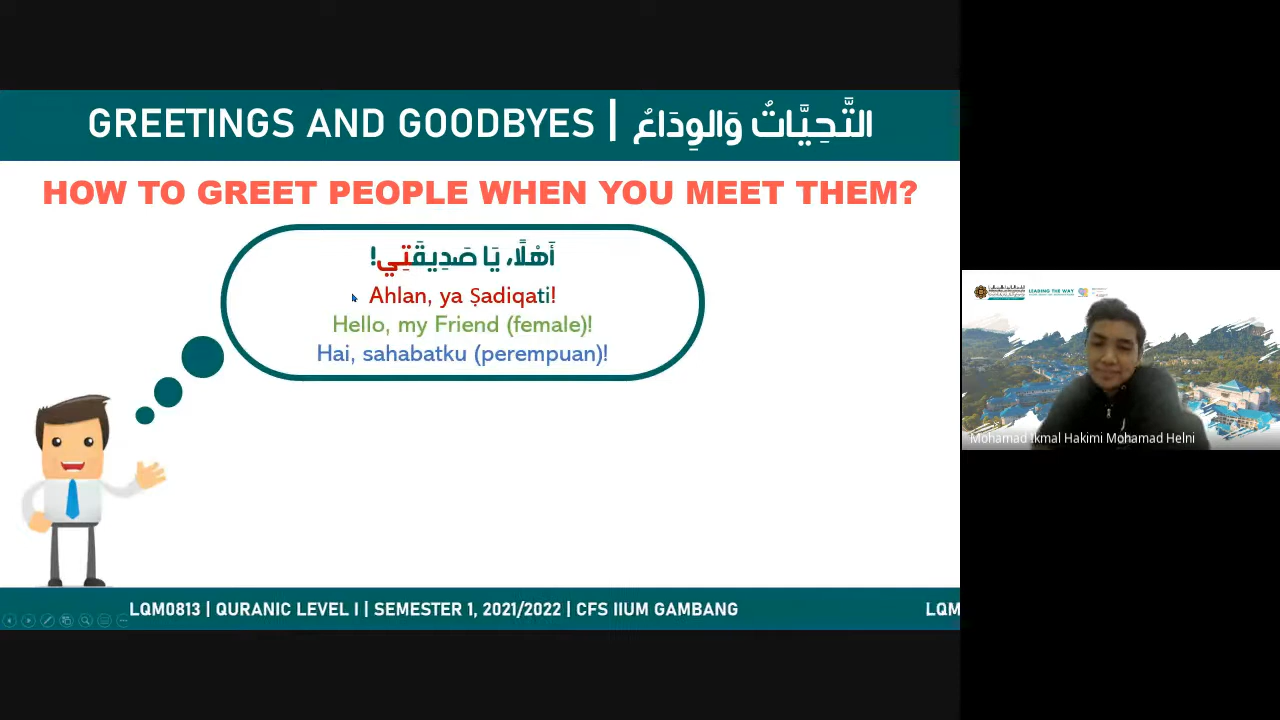 GREETINGS AND GOODBYES | التَّحِيَّاتُ وَالوِدَاعُ
HOW TO GREET PEOPLE WHEN YOU MEET THEM?
أَهْلًا، يَا صَدِيقَتِي!
Ahlan, ya Ṣadiqati!
Hello, my Friend (female)!
Hai, sahabatku (perempuan)!
LEADING THE WAY
Mohamad Ikmal Hakimi Mohamad Helni
LQM0813 | QURANIC LEVEL I | SEMESTER 1, 2021/2022 | CFS IIUM GAMBANG
LQM